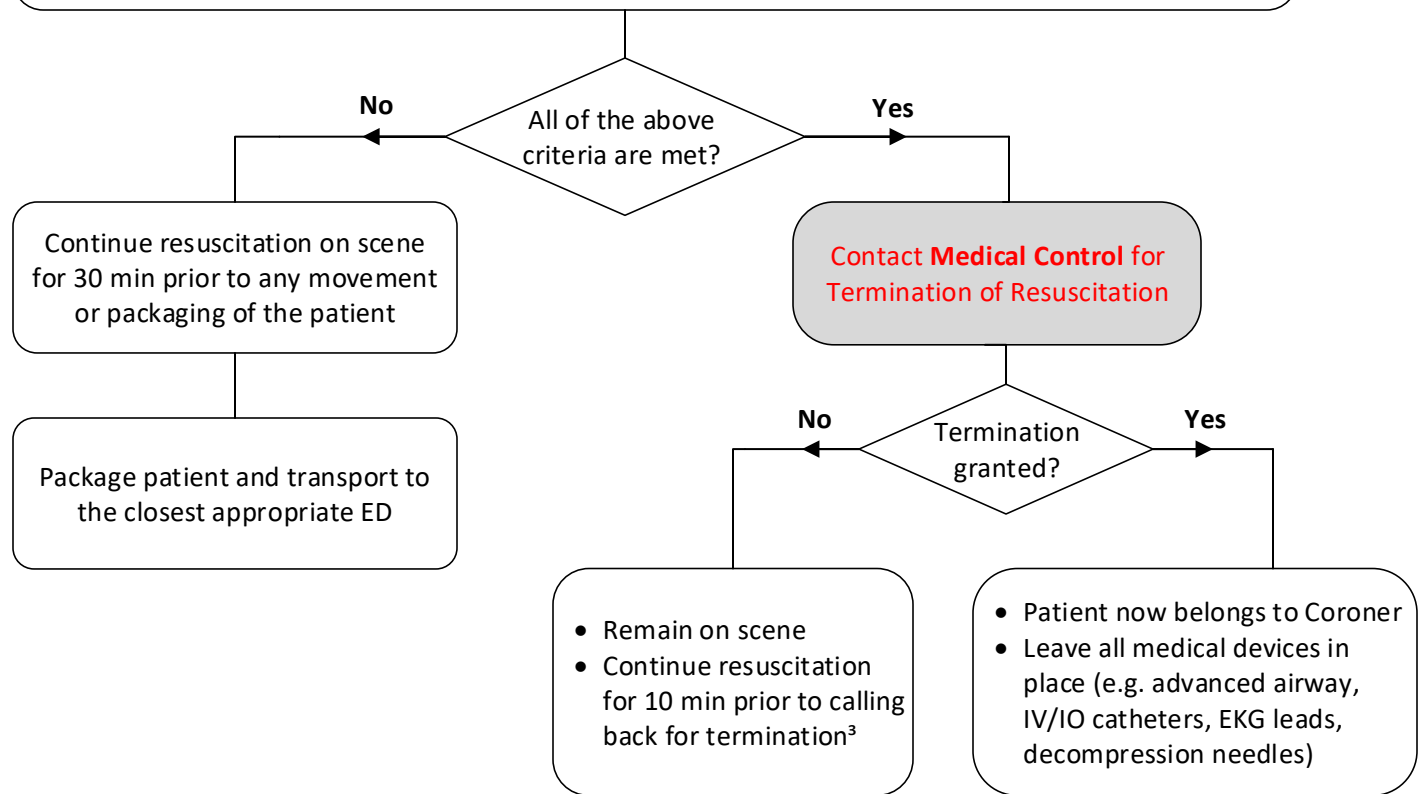 All of the above
criteria are met?
No
Yes
Continue resuscitation on scene
for 30 min prior to any movement
or packaging of the patient
Contact Medical Control for
Termination of Resuscitation
Package patient and transport to
the closest appropriate ED
Termination
granted?
No
Yes
• Remain on scene
• Continue resuscitation
for 10 min prior to calling
back for termination³
• Patient now belongs to Coroner
• Leave all medical devices in
place (e.g. advanced airway,
IV/IO catheters, EKG leads,
decompression needles)